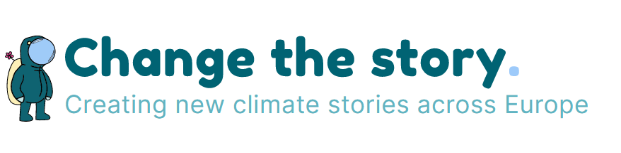 Change the story.
Creating new climate stories across Europe